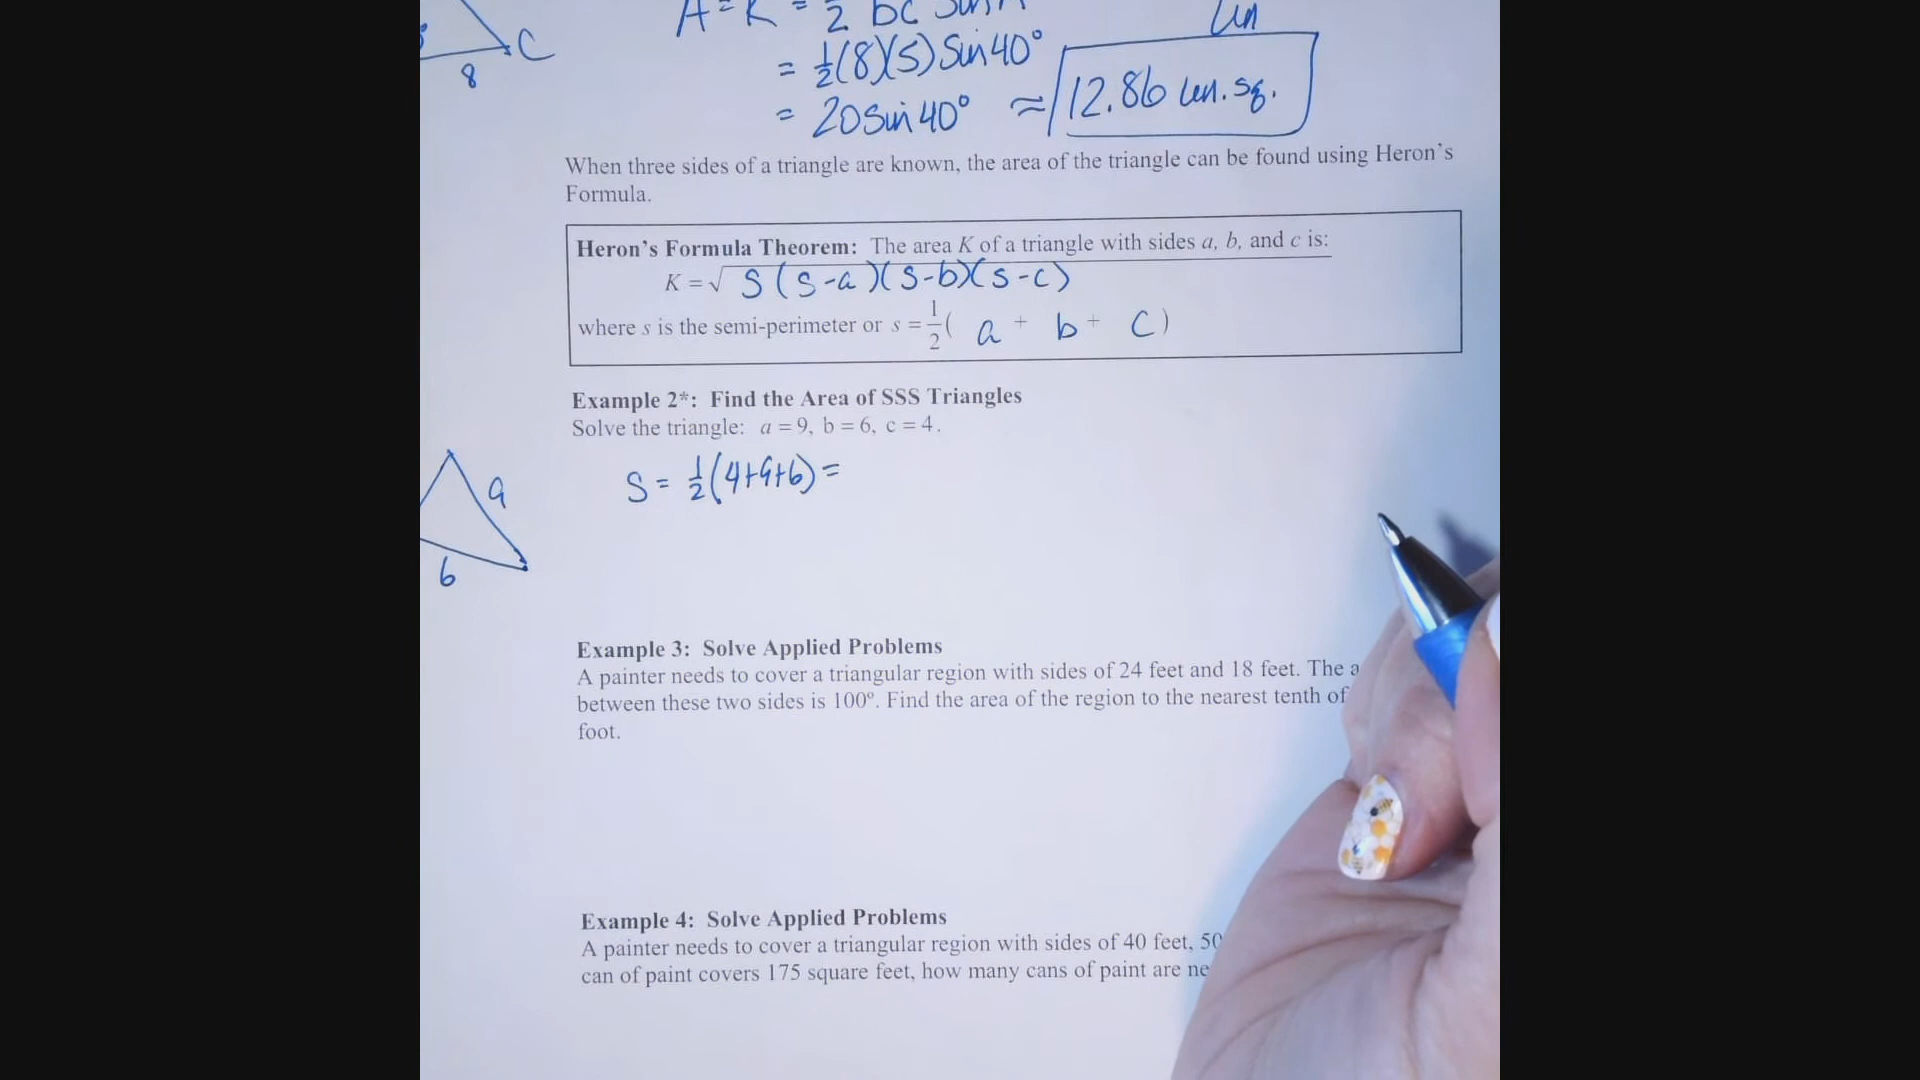 A = K = 1/2 bc sin A
un
C
8
= 1/2(8)(5) sin 40°
= 20 sin 40° ≈ 12.86 un. sq.
When three sides of a triangle are known, the area of the triangle can be found using Heron's
Formula.
Heron's Formula Theorem: The area K of a triangle with sides a, b, and c is:
K = √ s(s-a)(s-b)(s-c)
where s is the semi-perimeter or s = 1/2( a + b + c)
Example 2*: Find the Area of SSS Triangles
Solve the triangle: a = 9, b = 6, c = 4.
9
6
S = 1/2(4+9+6) =
Example 3: Solve Applied Problems
A painter needs to cover a triangular region with sides of 24 feet and 18 feet. The a
between these two sides is 100°. Find the area of the region to the nearest tenth of
foot.
Example 4: Solve Applied Problems
A painter needs to cover a triangular region with sides of 40 feet, 50
can of paint covers 175 square feet, how many cans of paint are ne